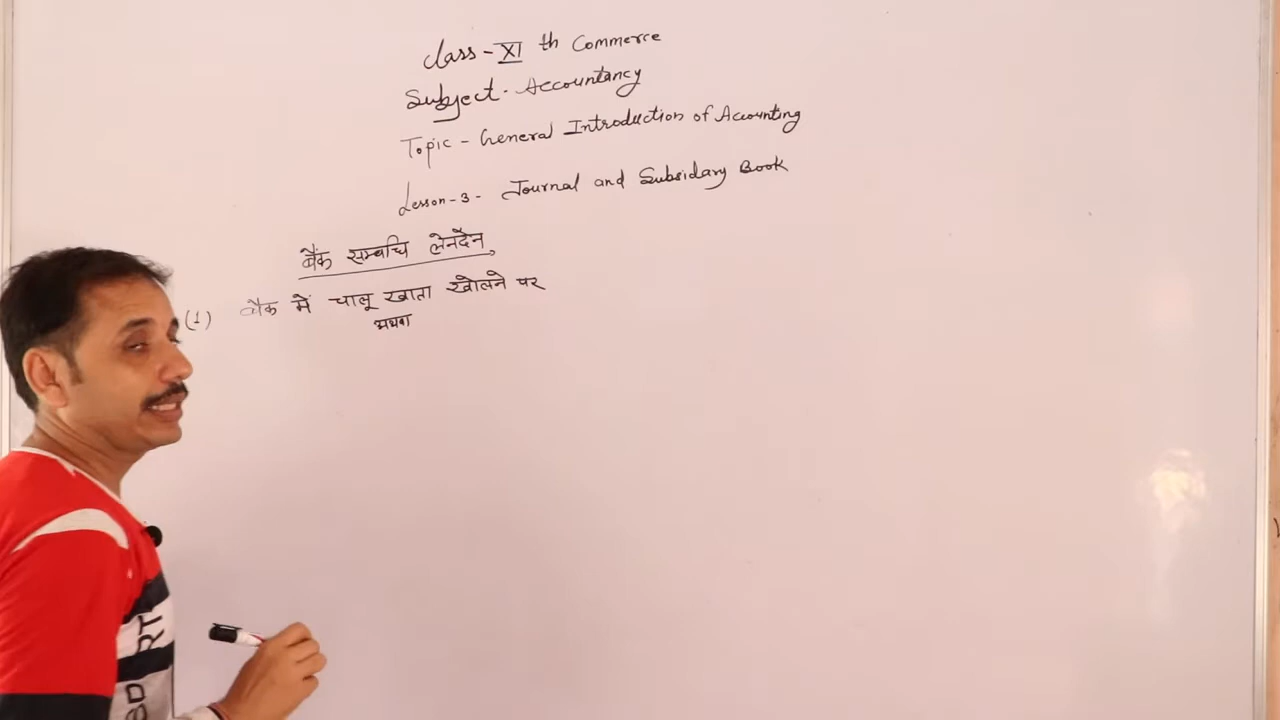 Class - XI th Commerce
Subject - Accountancy
Topic - General Introduction of Accounting
Lesson - 3 - Journal and Subsidary Book
बैंक सम्बधि लेनदेन
(1) बैंक में चालू खाता खोलने पर
अथवा